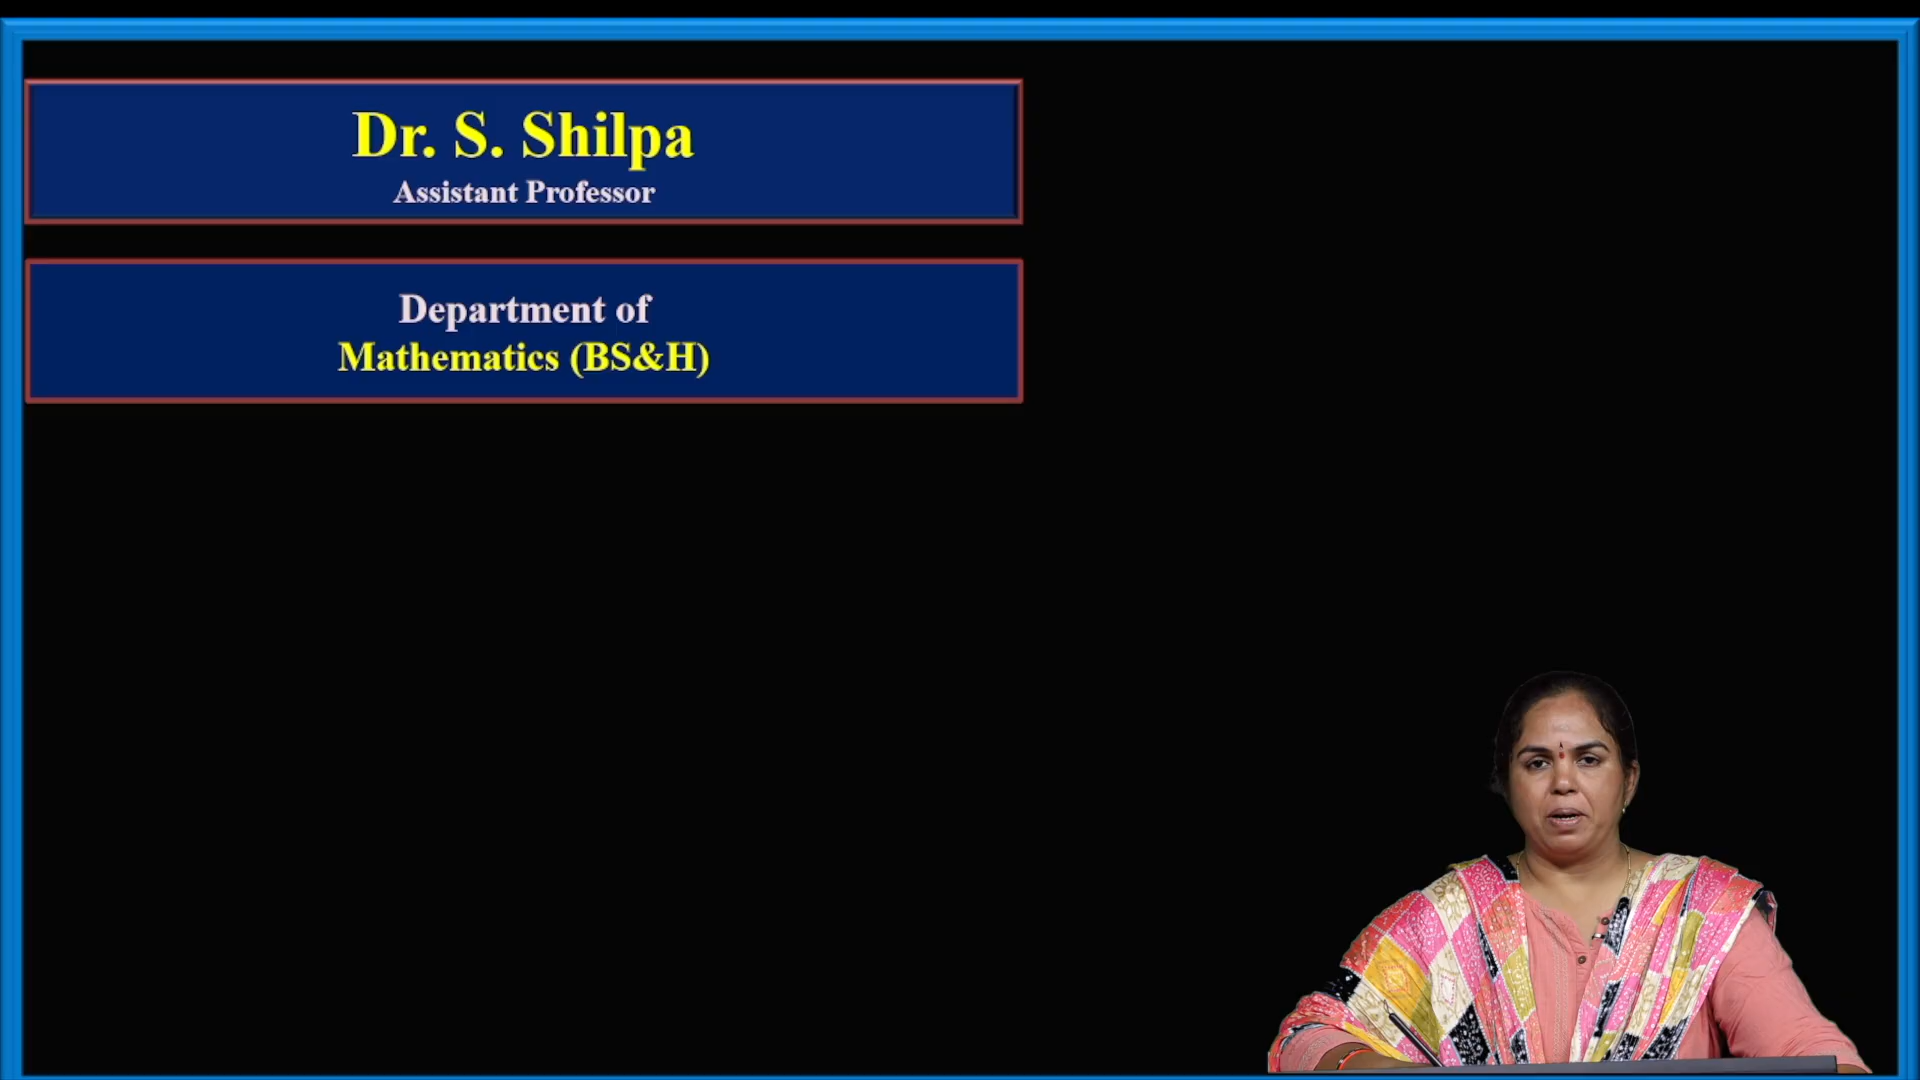 Dr. S. Shilpa
Assistant Professor
Department of
Mathematics (BS&H)